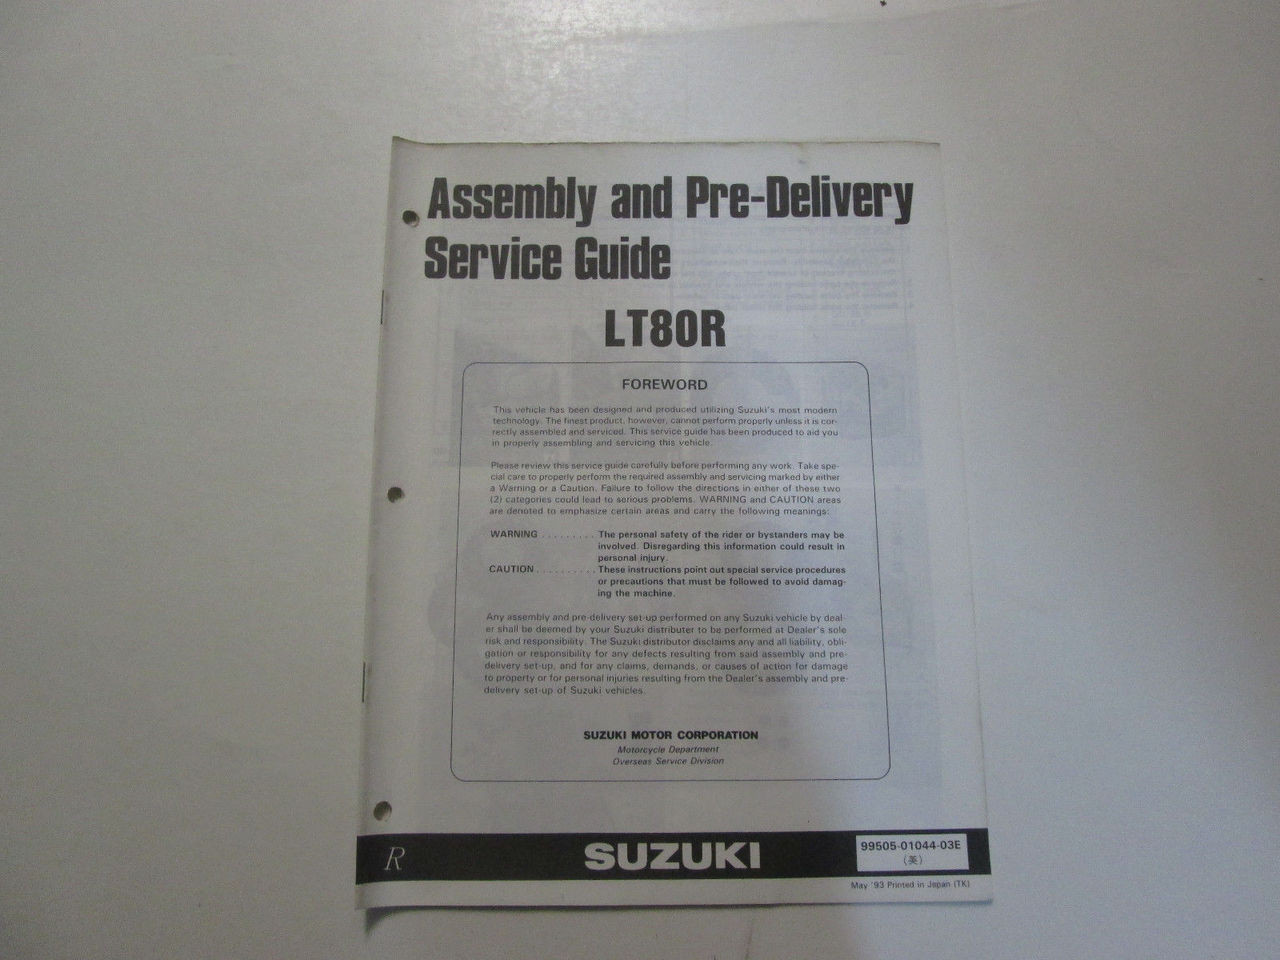 Assembly and Pre-Delivery
Service Guide
LT80R
FOREWORD
This vehicle has been designed and produced utilizing Suzuki's most modern
technology. The finest product, however, cannot perform properly unless it is cor-
rectly assembled and serviced. This service guide has been produced to aid you
in properly assembling and servicing this vehicle.
Please review this service guide carefully before performing any work. Take spe-
cial care to properly perform the required assembly and servicing marked by either
a Warning or a Caution. Failure to follow the directions in either of these two
(2) categories could lead to serious problems. WARNING and CAUTION areas
are denoted to emphasize certain areas and carry the following meanings:
WARNING ......... The personal safety of the rider or bystanders may be
involved. Disregarding this information could result in
personal injury.
CAUTION .......... These instructions point out special service procedures
or precautions that must be followed to avoid damag-
ing the machine.
Any assembly and pre-delivery set-up performed on any Suzuki vehicle by deal-
er shall be deemed by your Suzuki distributer to be performed at Dealer's sole
risk and responsibility. The Suzuki distributor disclaims any and all liability, obli-
gation or responsibility for any defects resulting from said assembly and pre-
delivery set-up, and for any claims, demands, or causes of action for damage
to property or for personal injuries resulting from the Dealer's assembly and pre-
delivery set-up of Suzuki vehicles.
SUZUKI MOTOR CORPORATION
Motorcycle Department
Overseas Service Division
R SUZUKI 99505-01044-03E
(英)
May '93 Printed in Japan (TK)